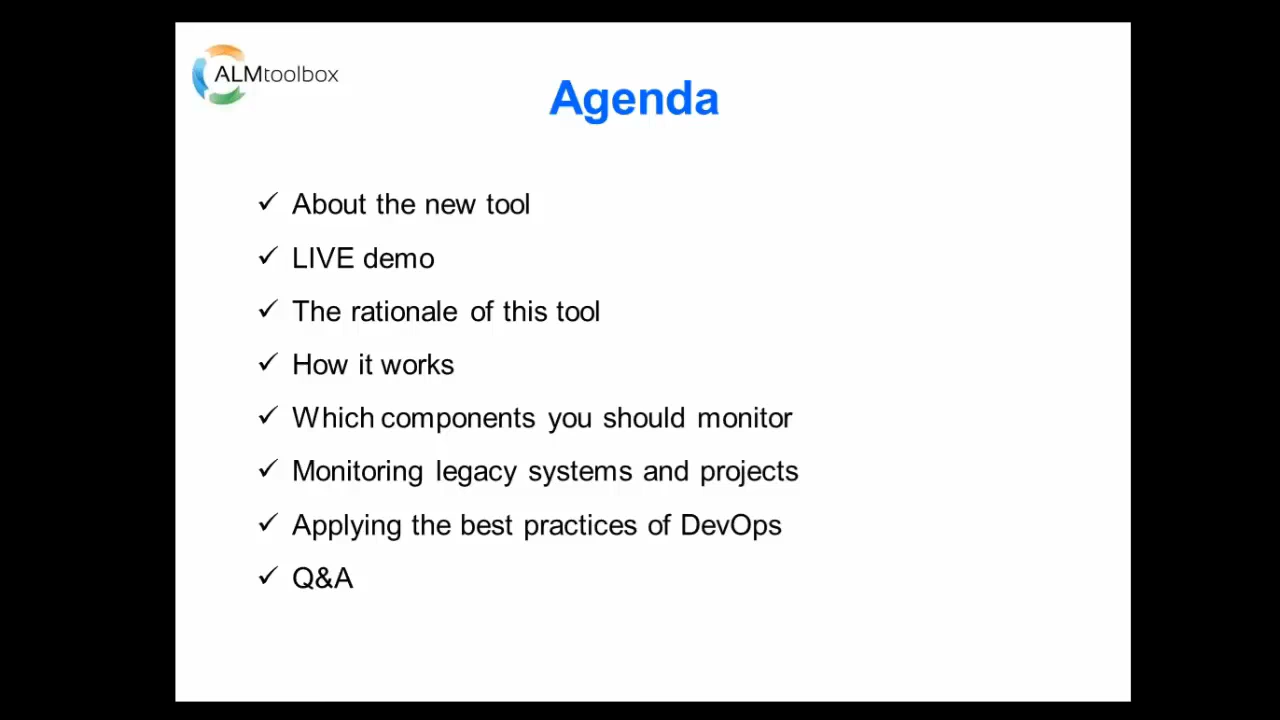 ALMtoolbox
Agenda
✓ About the new tool
✓ LIVE demo
✓ The rationale of this tool
✓ How it works
✓ Which components you should monitor
✓ Monitoring legacy systems and projects
✓ Applying the best practices of DevOps
✓ Q&A